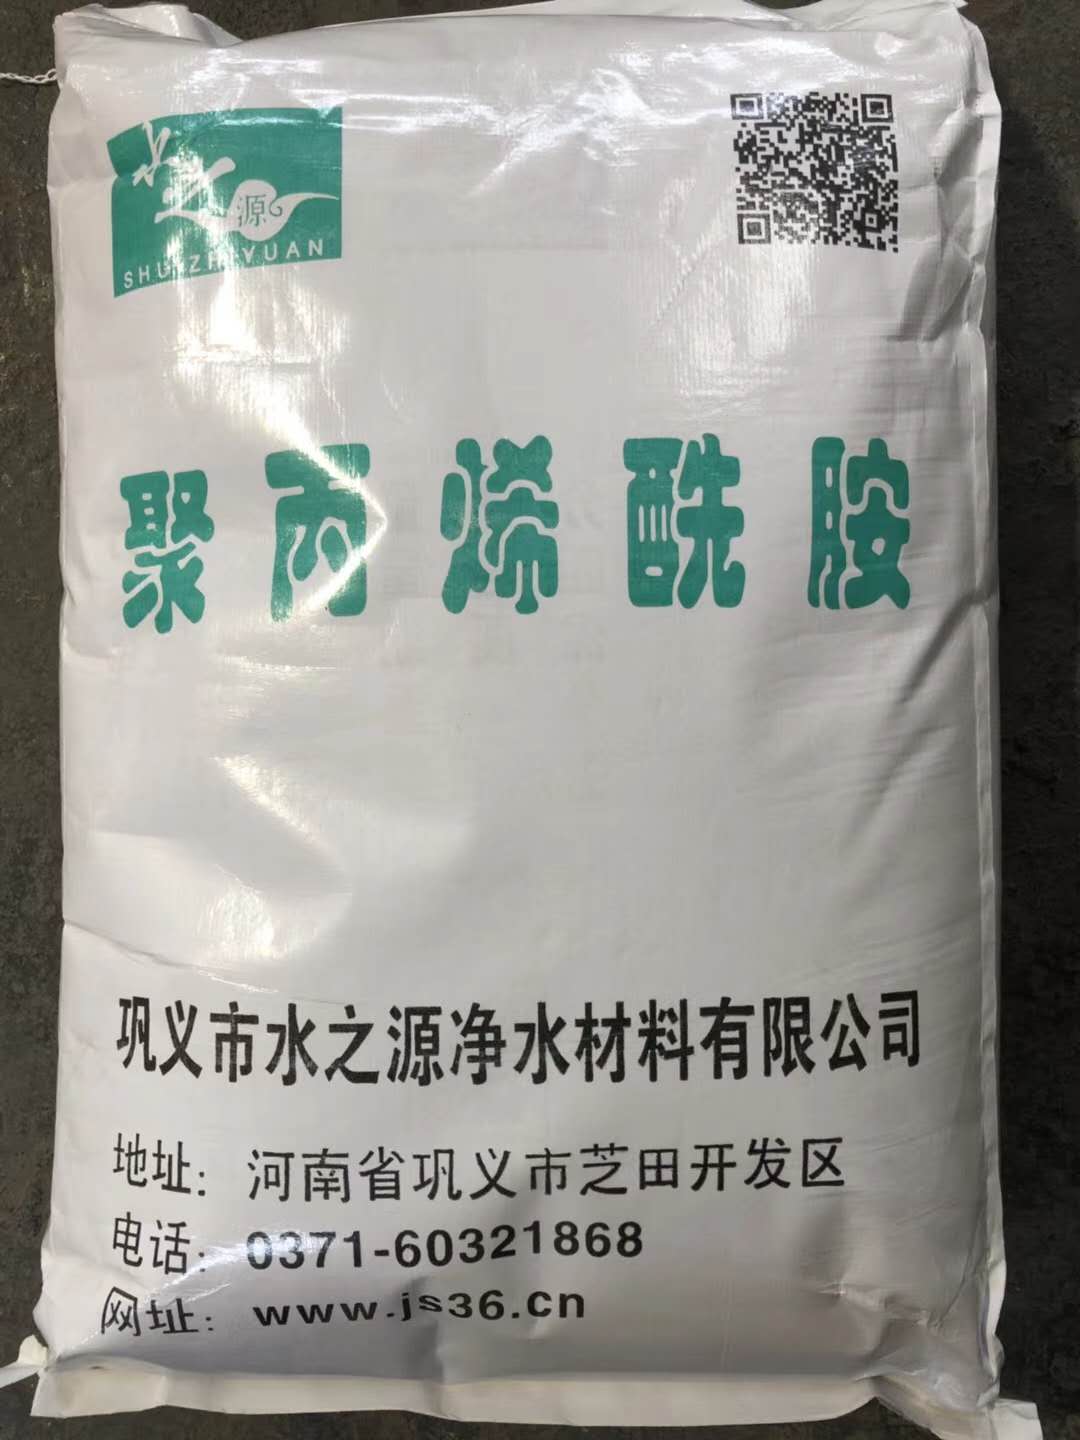 水之源
SHUIZHIYUAN
聚丙烯酰胺
巩义市水之源净水材料有限公司
地址：河南省巩义市芝田开发区
电话：0371-60321868
网址：www.js36.cn